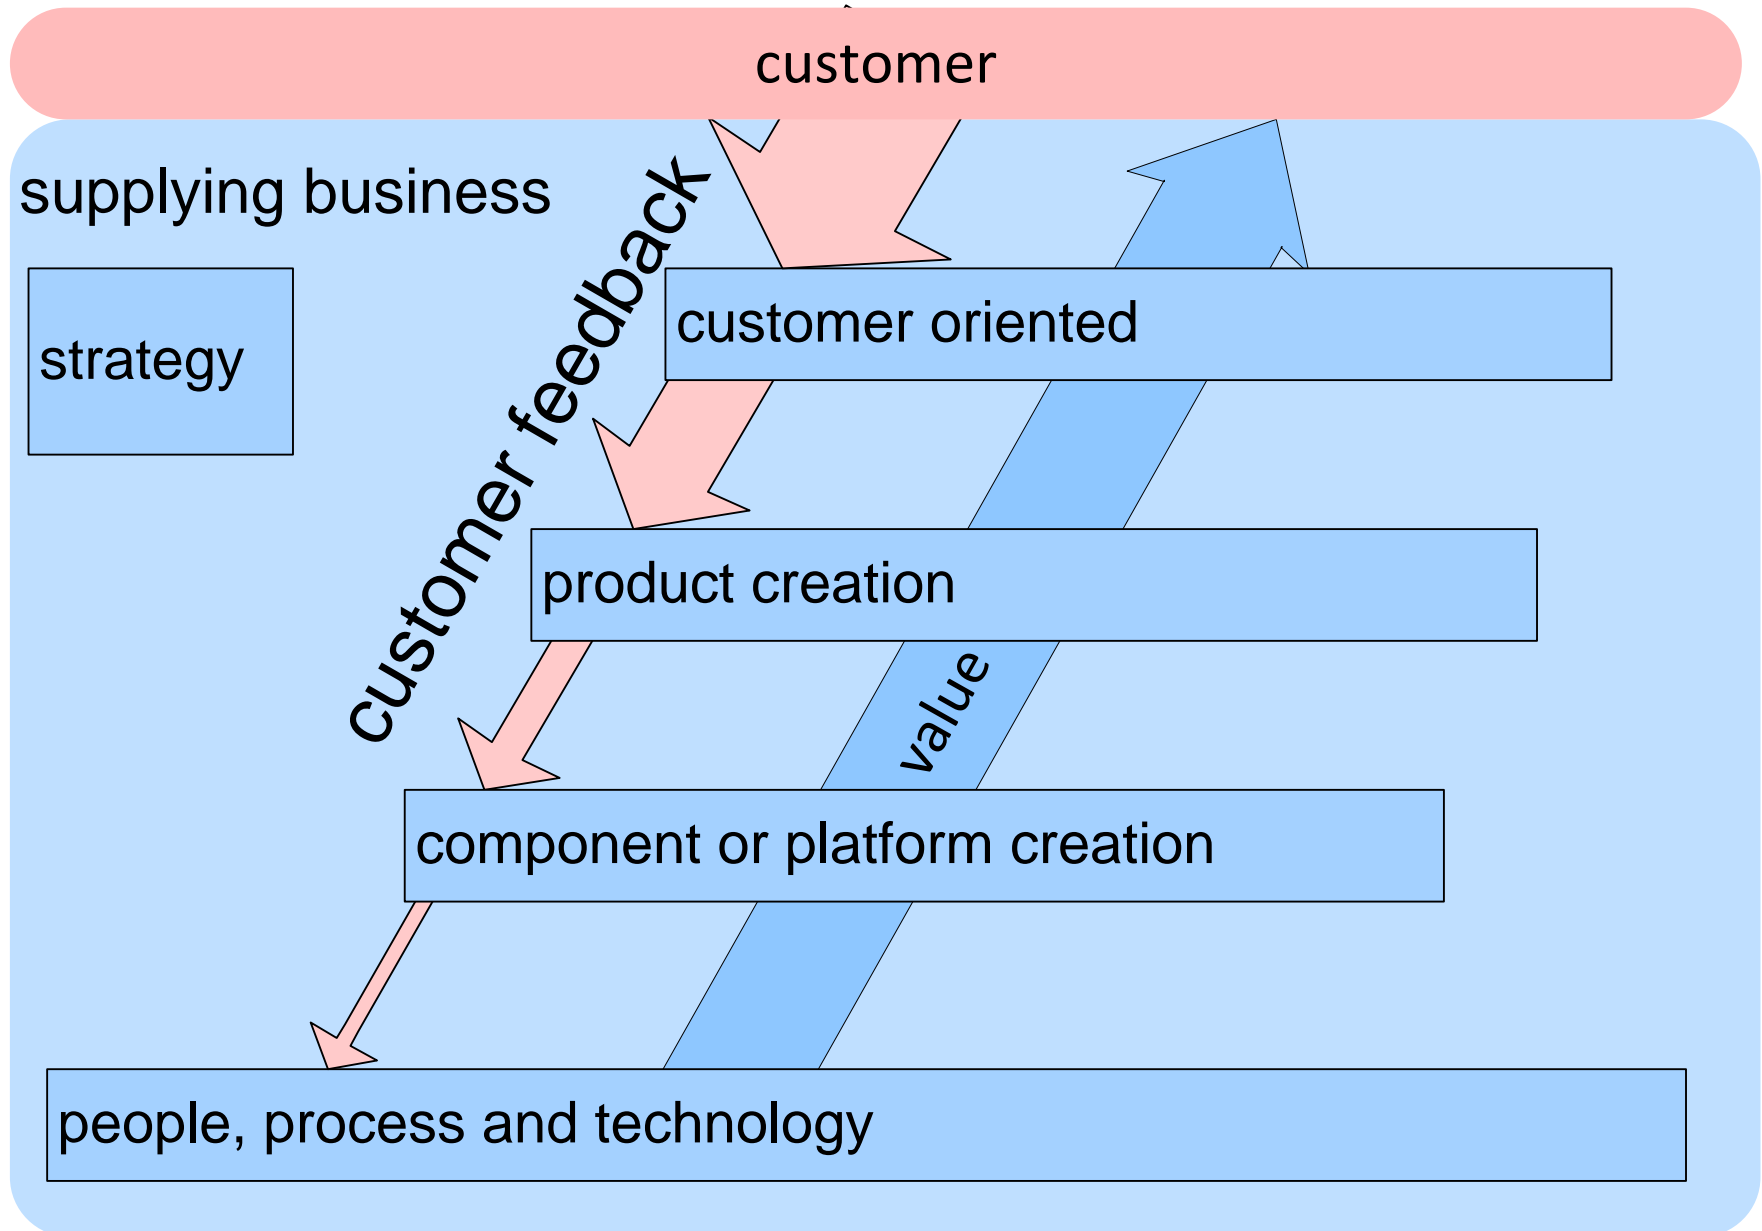 customer
supplying business
strategy
customer feedback
customer oriented
product creation
value
component or platform creation
people, process and technology